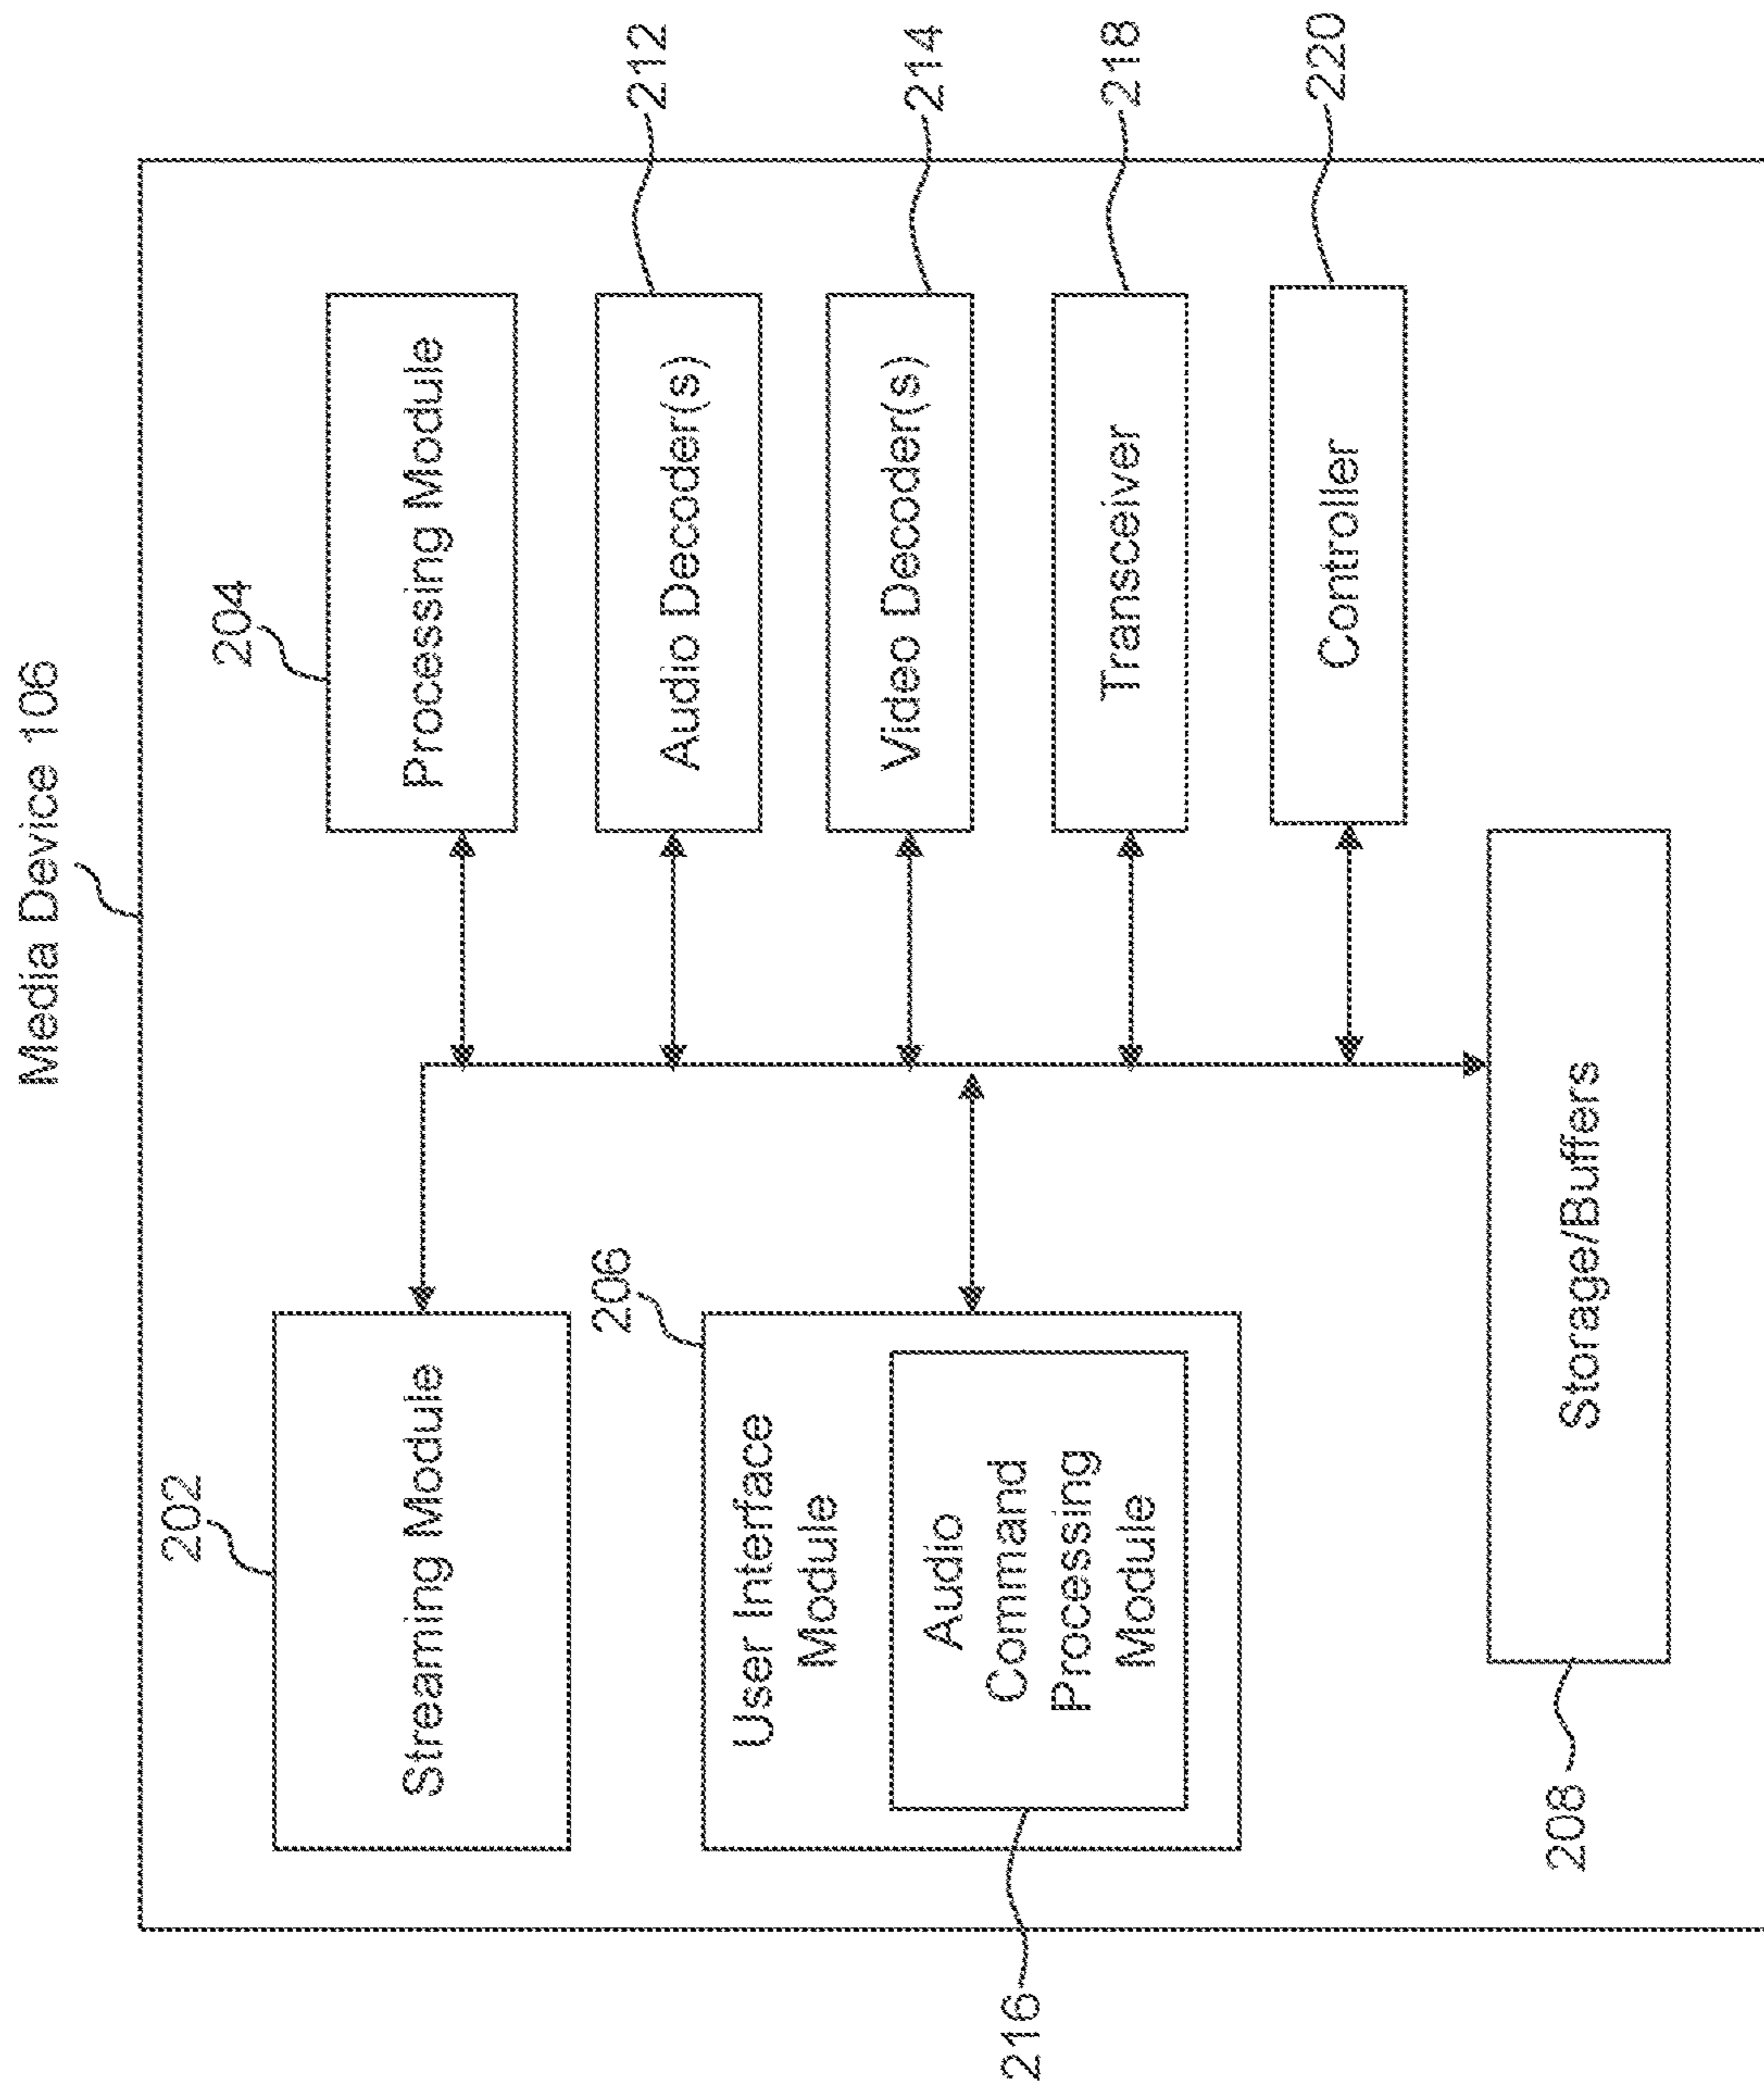 Media Device 106
202
Streaming Module
204
Processing Module
206
User Interface
Module
Audio
Command
Processing
Module
216
Audio Decoder(s)
212
Video Decoder(s)
214
Transceiver
218
Controller
220
Storage/Buffers
208